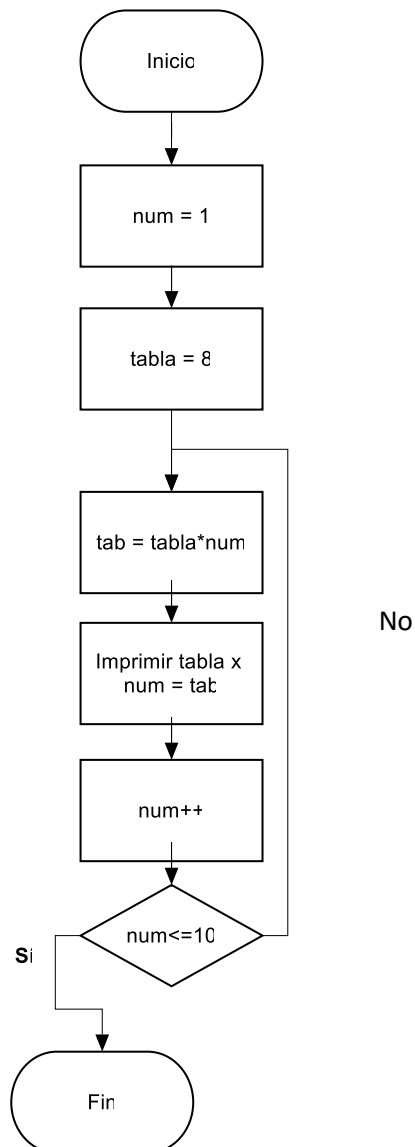 Inicio
num = 1
tabla = 8
tab = tabla*num
No
Imprimir tabla x
num = tab
num++
num<=10
Si
Fin